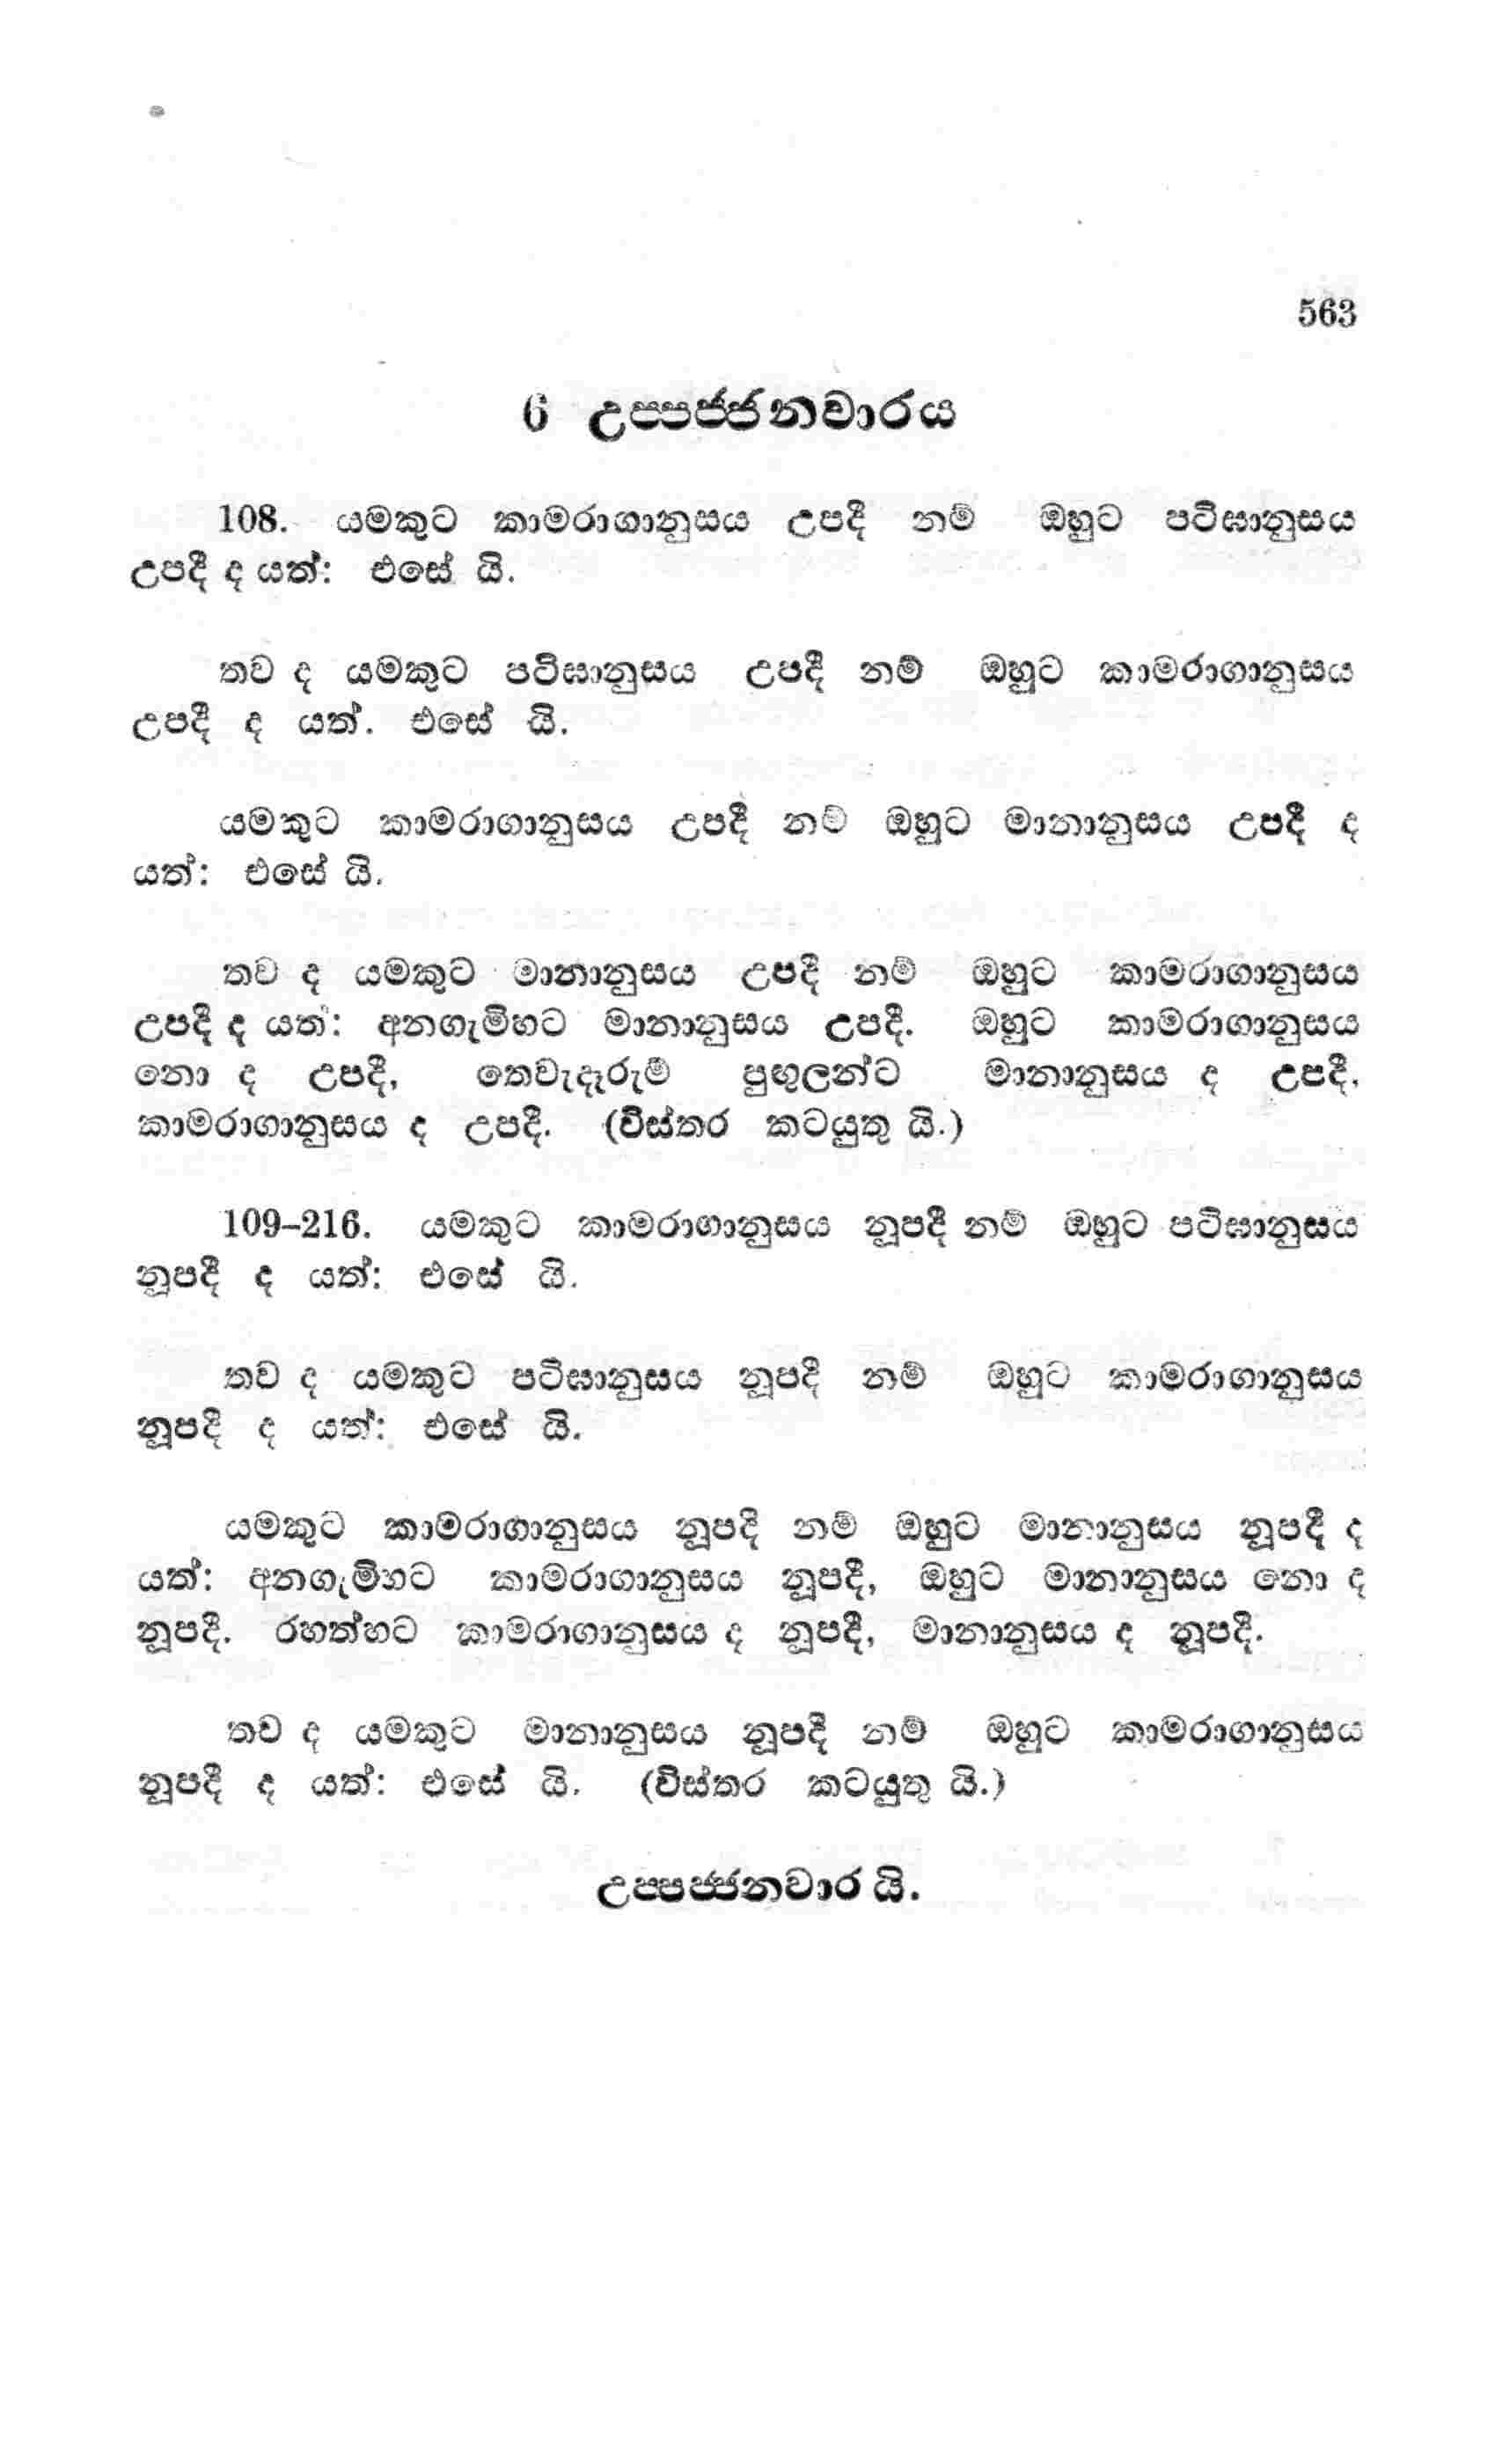 563
6 උප්පජ්ජනවාරය
108. යමකුට කාමරාගානුසය උපදී නම් ඔහුට පටිඝානුසය
උපදී ද යත්: එසේ යි.
තව ද යමකුට පටිඝානුසය උපදී නම් ඔහුට කාමරාගානුසය
උපදී ද යත්. එසේ යි.
යමකුට කාමරාගානුසය උපදී නම් ඔහුට මානානුසය උපදී ද
යත්: එසේ යි.
තව ද යමකුට මානානුසය උපදී නම් ඔහුට කාමරාගානුසය
උපදී ද යත්: අනගැමිහට මානානුසය උපදී. ඔහුට කාමරාගානුසය
නො ද උපදී, තෙවැදෑරුම් පුඟුලන්ට මානානුසය ද උපදී,
කාමරාගානුසය ද උපදී. (විස්තර කටයුතු යි.)
109–216. යමකුට කාමරාගානුසය නූපදී නම් ඔහුට පටිඝානුසය
නූපදී ද යත්: එසේ යි.
තව ද යමකුට පටිඝානුසය නූපදී නම් ඔහුට කාමරාගානුසය
නූපදී ද යත්: එසේ යි.
යමකුට කාමරාගානුසය නූපදී නම් ඔහුට මානානුසය නූපදී ද
යත්: අනගැමිහට කාමරාගානුසය නූපදී, ඔහුට මානානුසය නො ද
නූපදී. රහත්හට කාමරාගානුසය ද නූපදී, මානානුසය ද නූපදී.
තව ද යමකුට මානානුසය නූපදී නම් ඔහුට කාමරාගානුසය
නූපදී ද යත්: එසේ යි. (විස්තර කටයුතු යි.)
උප්පජ්ජනවාර යි.